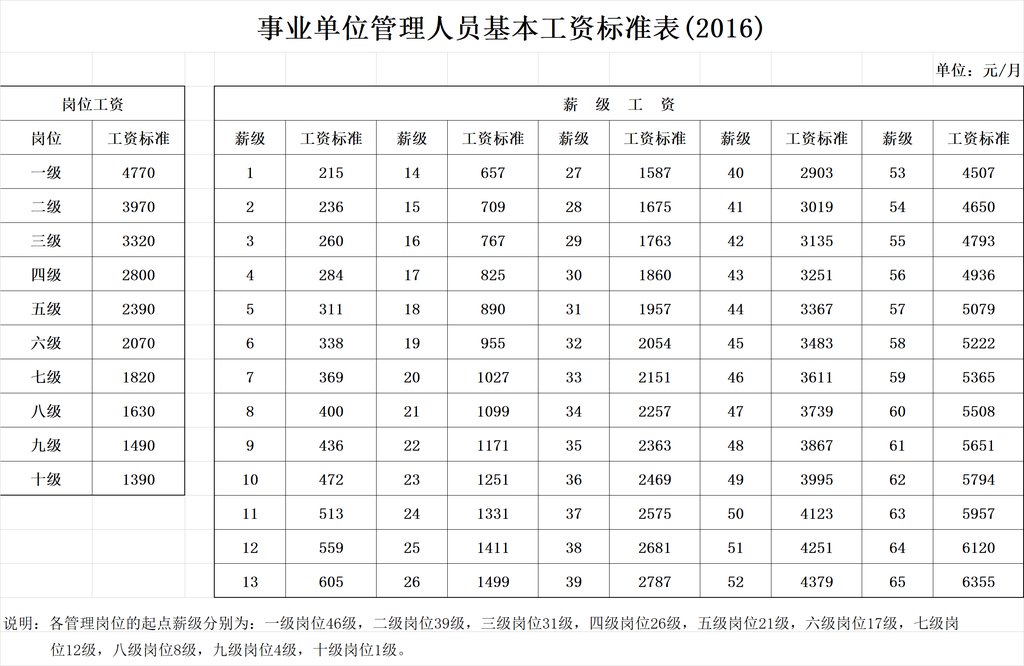 事业单位管理人员基本工资标准表(2016)
单位：元/月
岗位工资 薪 级 工 资
岗位 工资标准 薪级 工资标准 薪级 工资标准 薪级 工资标准 薪级 工资标准 薪级 工资标准
一级 4770 1 215 14 657 27 1587 40 2903 53 4507
二级 3970 2 236 15 709 28 1675 41 3019 54 4650
三级 3320 3 260 16 767 29 1763 42 3135 55 4793
四级 2800 4 284 17 825 30 1860 43 3251 56 4936
五级 2390 5 311 18 890 31 1957 44 3367 57 5079
六级 2070 6 338 19 955 32 2054 45 3483 58 5222
七级 1820 7 369 20 1027 33 2151 46 3611 59 5365
八级 1630 8 400 21 1099 34 2257 47 3739 60 5508
九级 1490 9 436 22 1171 35 2363 48 3867 61 5651
十级 1390 10 472 23 1251 36 2469 49 3995 62 5794
11 513 24 1331 37 2575 50 4123 63 5957
12 559 25 1411 38 2681 51 4251 64 6120
13 605 26 1499 39 2787 52 4379 65 6355
说明：各管理岗位的起点薪级分别为：一级岗位46级，二级岗位39级，三级岗位31级，四级岗位26级，五级岗位21级，六级岗位17级，七级岗
位12级，八级岗位8级，九级岗位4级，十级岗位1级。